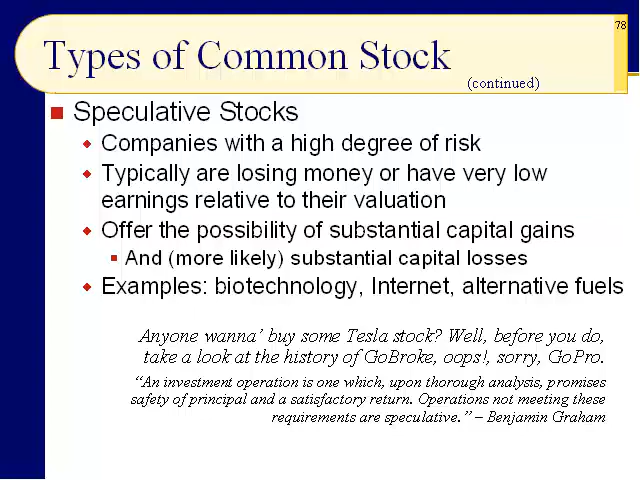 78
Types of Common Stock
(continued)
Speculative Stocks
Companies with a high degree of risk
Typically are losing money or have very low
earnings relative to their valuation
Offer the possibility of substantial capital gains
And (more likely) substantial capital losses
Examples: biotechnology, Internet, alternative fuels
Anyone wanna’ buy some Tesla stock? Well, before you do,
take a look at the history of GoBroke, oops!, sorry, GoPro.
“An investment operation is one which, upon thorough analysis, promises
safety of principal and a satisfactory return. Operations not meeting these
requirements are speculative.” – Benjamin Graham